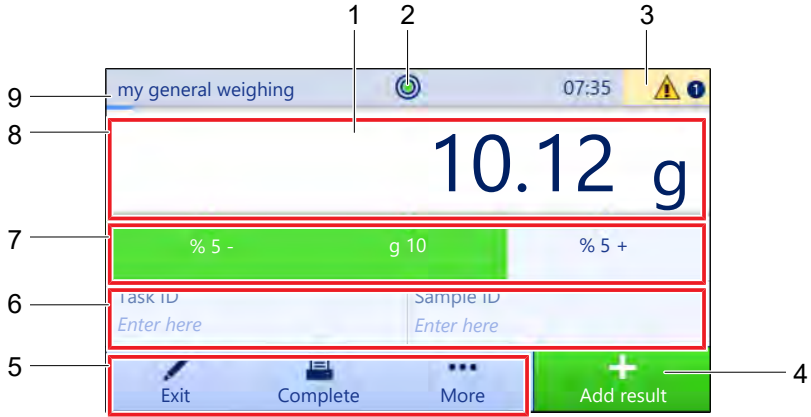 1 2 3
my general weighing 07:35 1
9
8
10.12 g
7
% 5 - g 10 % 5 +
6
Task ID Sample ID
Enter here Enter here
5
4
Exit Complete More Add result